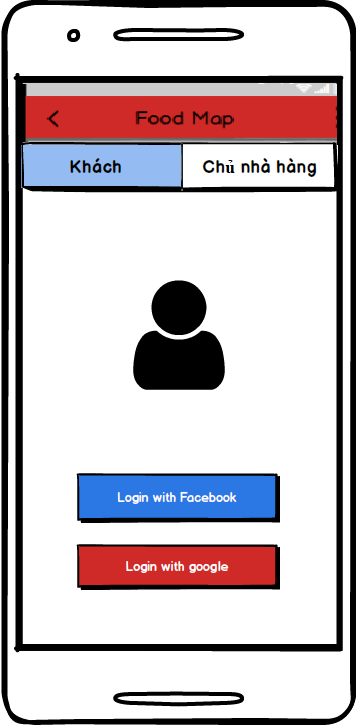 Food Map
Khách
Chủ nhà hàng
Login with Facebook
Login with google